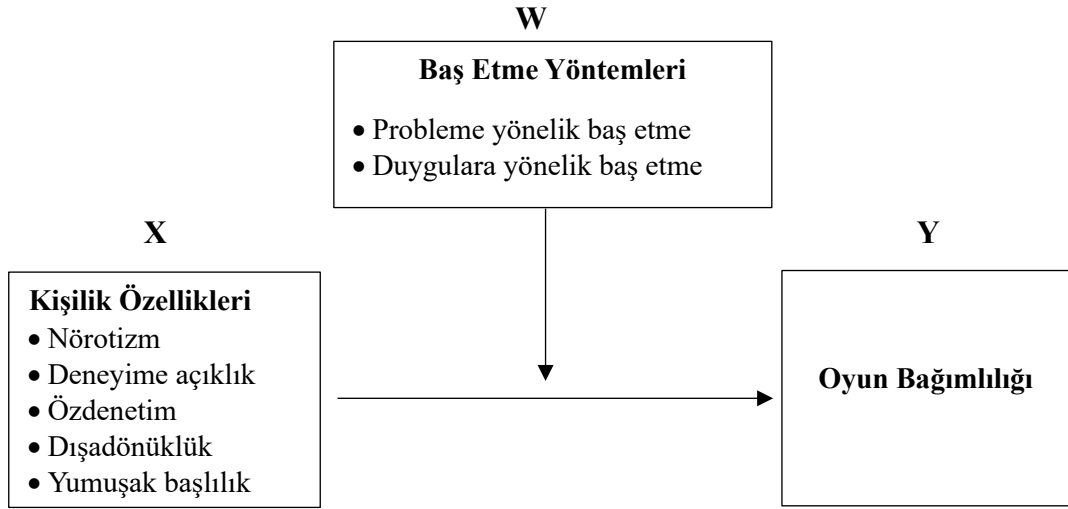 W
Baş Etme Yöntemleri
• Probleme yönelik baş etme
• Duygulara yönelik baş etme
X
Kişilik Özellikleri
• Nörotizm
• Deneyime açıklık
• Özdenetim
• Dışadönüklük
• Yumuşak başlılık
Y
Oyun Bağımlılığı